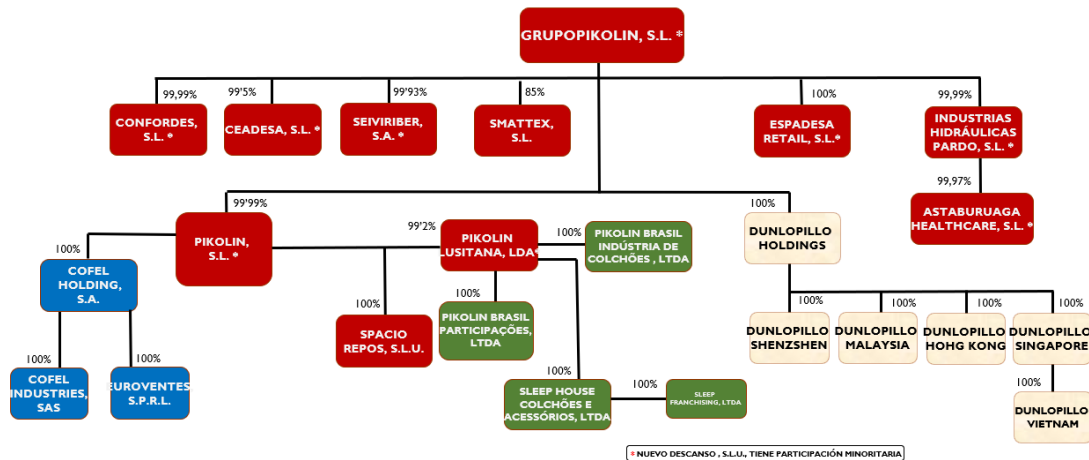 GRUPOPIKOLIN, S.L. *
99,99%
99'5%
99'93%
85%
100%
99,99%
CONFORDES,
S.L. *
CEADESA, S.L. *
SEIVIRIBER,
S.A. *
SMATTEX,
S.L.
ESPADESA
RETAIL, S.L.*
INDUSTRIAS
HIDRÁULICAS
PARDO, S.L. *
99,97%
ASTABURUAGA
HEALTHCARE, S.L. *
99'99%
100%
PIKOLIN,
S.L. *
99'2%
PIKOLIN
LUSITANA, LDA*
100%
PIKOLIN BRASIL
INDÚSTRIA DE
COLCHÕES , LTDA
DUNLOPILLO
HOLDINGS
100%
COFEL
HOLDING,
S.A.
100%
SPACIO
REPOS, S.L.U.
100%
PIKOLIN BRASIL
PARTICIPAÇÕES,
LTDA
100%
100%
100%
100%
DUNLOPILLO
SHENZSHEN
DUNLOPILLO
MALAYSIA
DUNLOPILLO
HOHG KONG
DUNLOPILLO
SINGAPORE
100%
100%
COFEL
INDUSTRIES,
SAS
EUROVENTES
S.P.R.L.
100%
SLEEP HOUSE
COLCHÕES E
ACESSÓRIOS, LTDA
100%
SLEEP
FRANCHISING, LTDA
100%
DUNLOPILLO
VIETNAM
* NUEVO DESCANSO , S.L.U., TIENE PARTICIPACIÓN MINORITARIA